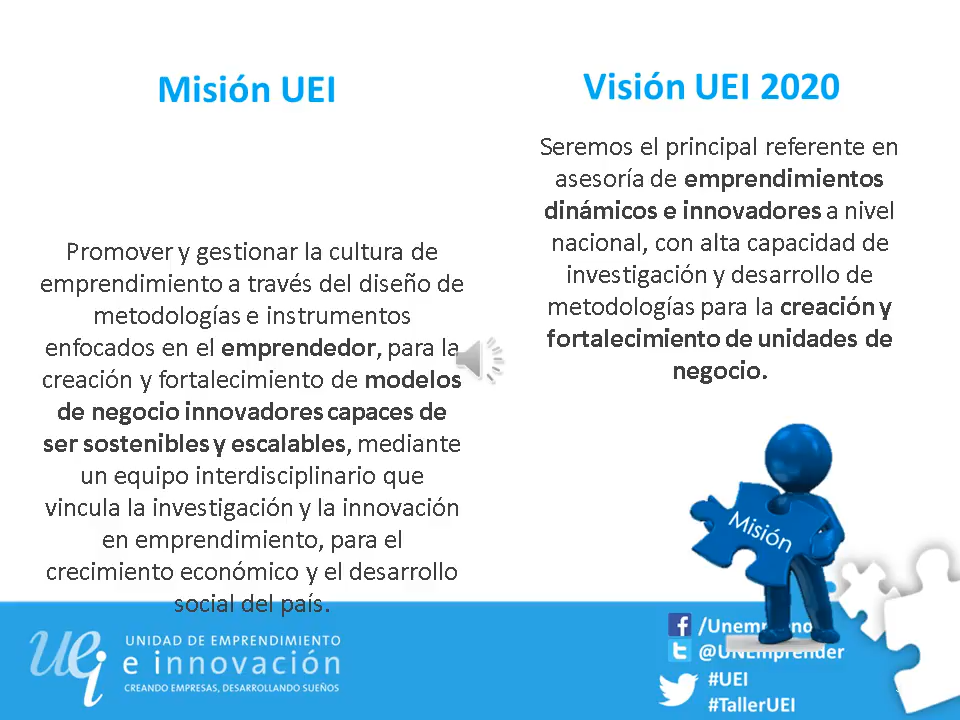 Misión UEI
Promover y gestionar la cultura de
emprendimiento a través del diseño de
metodologías e instrumentos
enfocados en el emprendedor, para la
creación y fortalecimiento de modelos
de negocio innovadores capaces de
ser sostenibles y escalables, mediante
un equipo interdisciplinario que
vincula la investigación y la innovación
en emprendimiento, para el
crecimiento económico y el desarrollo
social del país.
Visión UEI 2020
Seremos el principal referente en
asesoría de emprendimientos
dinámicos e innovadores a nivel
nacional, con alta capacidad de
investigación y desarrollo de
metodologías para la creación y
fortalecimiento de unidades de
negocio.
Misión
uei
UNIDAD DE EMPRENDIMIENTO
e innovación
CREANDO EMPRESAS, DESARROLLANDO SUEÑOS
@UNEmprender
#UEI
#TallerUEI